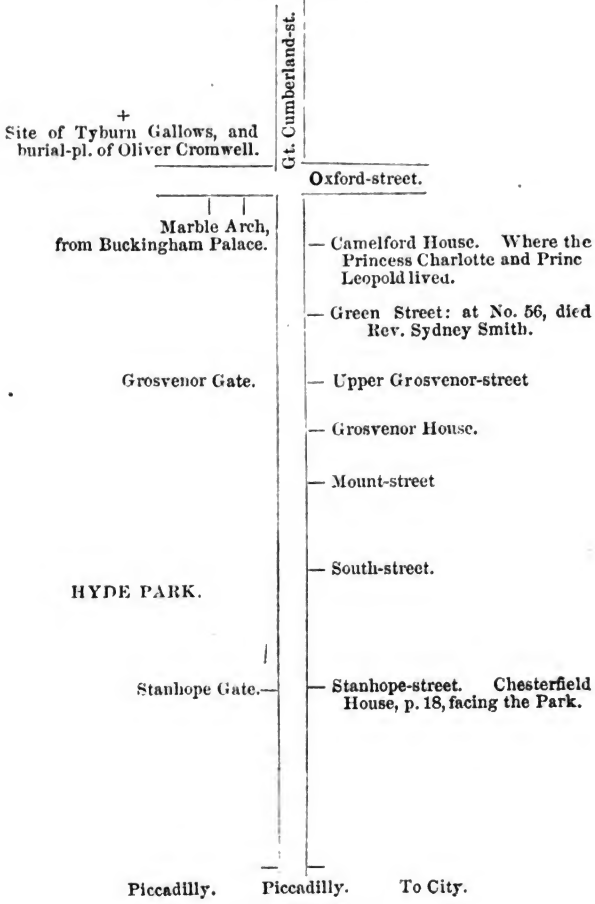 Gt. Cumberland-st.
+
Site of Tyburn Gallows, and
burial-pl. of Oliver Cromwell.
Oxford-street.
Marble Arch,
from Buckingham Palace.
— Camelford House. Where the
Princess Charlotte and Princ
Leopold lived.
— Green Street: at No. 56, died
Rev. Sydney Smith.
Grosvenor Gate.
— Upper Grosvenor-street
— Grosvenor House.
— Mount-street
— South-street.
HYDE PARK.
Stanhope Gate.—
— Stanhope-street. Chesterfield
House, p. 18, facing the Park.
Piccadilly. Piccadilly. To City.